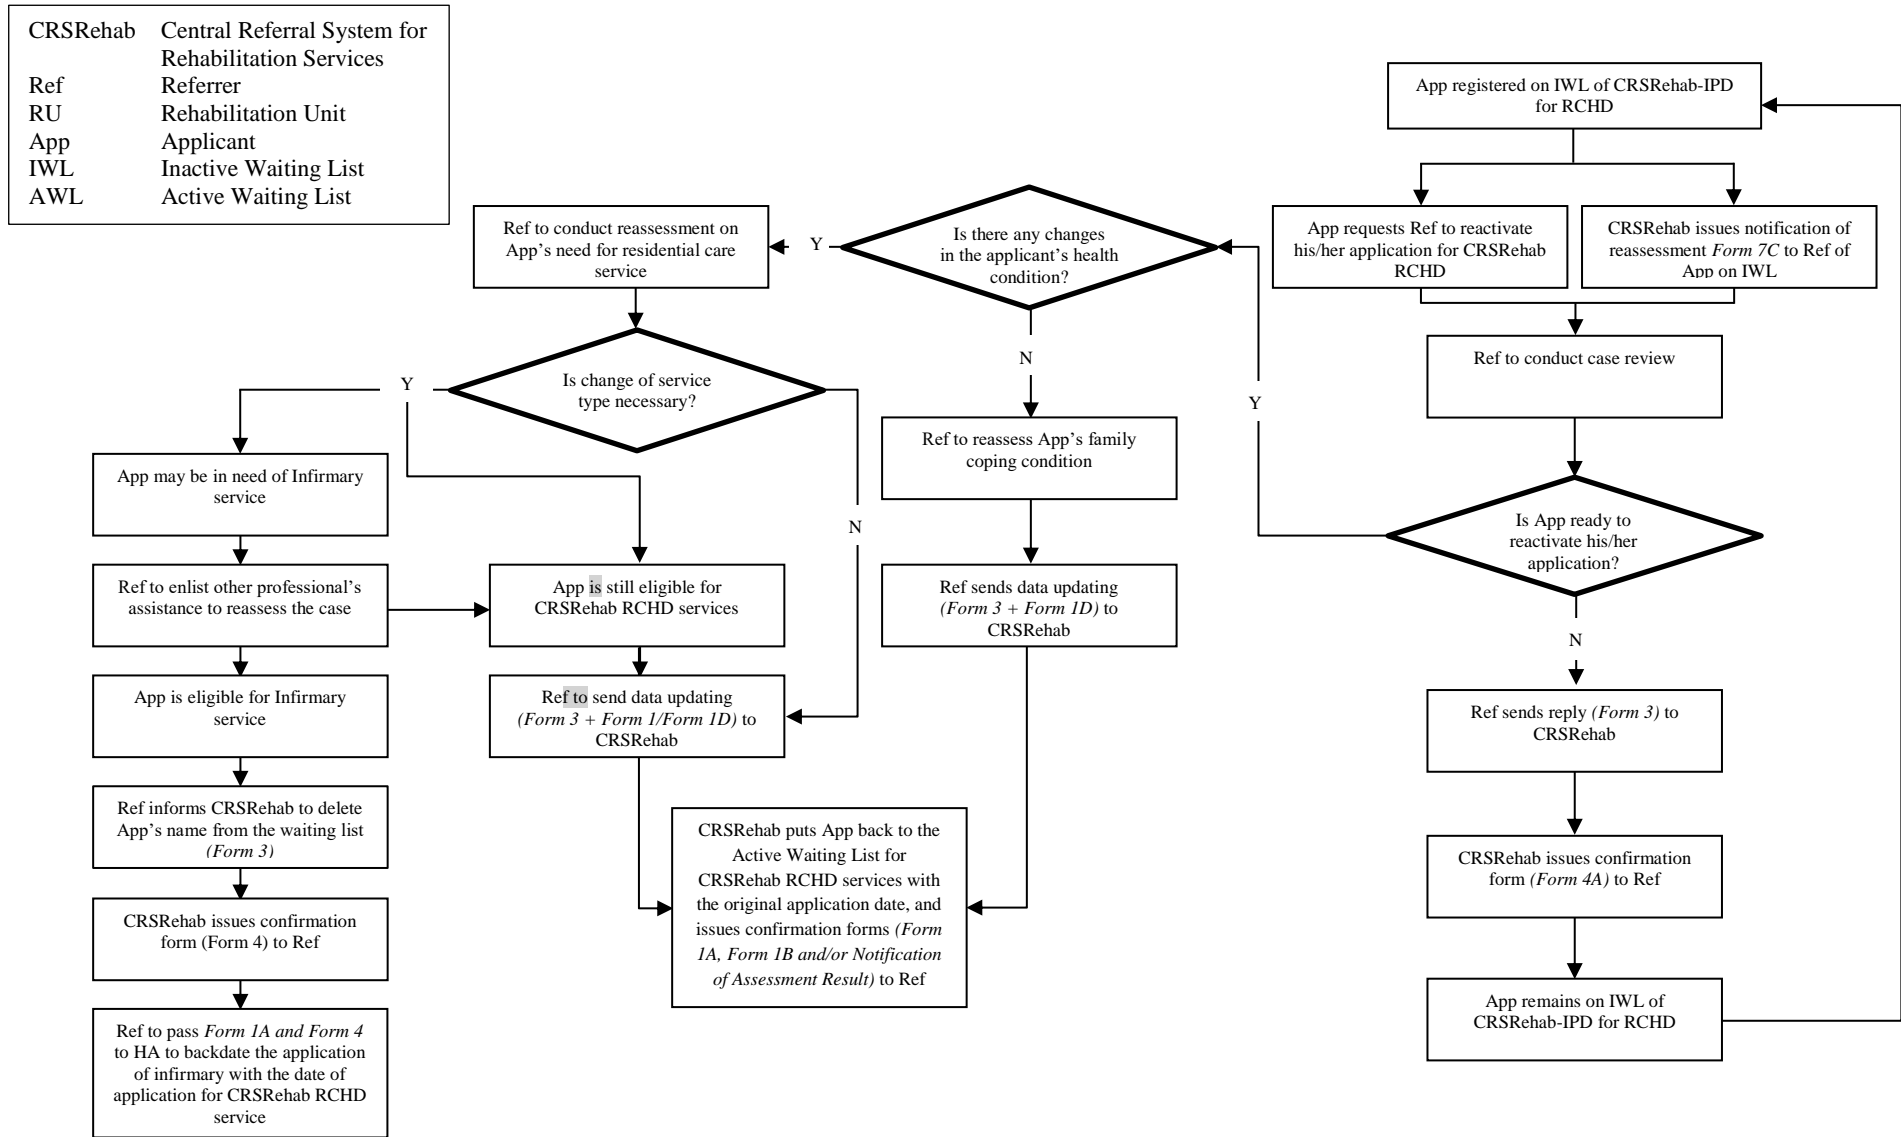 CRSRehab Central Referral System for
Rehabilitation Services
Ref Referrer
RU Rehabilitation Unit
App Applicant
IWL Inactive Waiting List
AWL Active Waiting List
App registered on IWL of CRSRehab-IPD
for RCHD
App requests Ref to reactivate
his/her application for CRSRehab
RCHD
CRSRehab issues notification of
reassessment Form 7C to Ref of
App on IWL
Ref to conduct case review
Is App ready to
reactivate his/her
application?
Y
N
Ref sends reply (Form 3) to
CRSRehab
CRSRehab issues confirmation
form (Form 4A) to Ref
App remains on IWL of
CRSRehab-IPD for RCHD
Is there any changes
in the applicant's health
condition?
Y
N
Ref to reassess App's family
coping condition
Ref sends data updating
(Form 3 + Form 1D) to
CRSRehab
Ref to conduct reassessment on
App's need for residential care
service
Is change of service
type necessary?
Y
N
App may be in need of Infirmary
service
Ref to enlist other professional's
assistance to reassess the case
App is eligible for Infirmary
service
Ref informs CRSRehab to delete
App's name from the waiting list
(Form 3)
CRSRehab issues confirmation
form (Form 4) to Ref
Ref to pass Form 1A and Form 4
to HA to backdate the application
of infirmary with the date of
application for CRSRehab RCHD
service
App is still eligible for
CRSRehab RCHD services
Ref to send data updating
(Form 3 + Form 1/Form 1D) to
CRSRehab
CRSRehab puts App back to the
Active Waiting List for
CRSRehab RCHD services with
the original application date, and
issues confirmation forms (Form
1A, Form 1B and/or Notification
of Assessment Result) to Ref